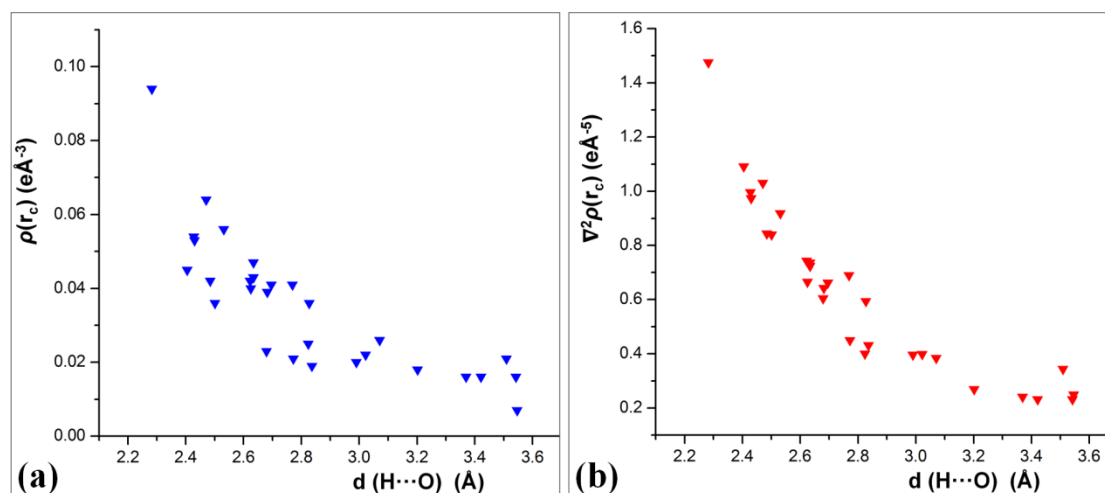 0.10
0.08
0.06
0.04
0.02
0.00
ρ(r_c) (eÅ⁻³)
2.2 2.4 2.6 2.8 3.0 3.2 3.4 3.6
d (H···O) (Å)
(a)
1.6
1.4
1.2
1.0
0.8
0.6
0.4
0.2
∇²ρ(r_c) (eÅ⁻⁵)
2.2 2.4 2.6 2.8 3.0 3.2 3.4 3.6
d (H···O) (Å)
(b)